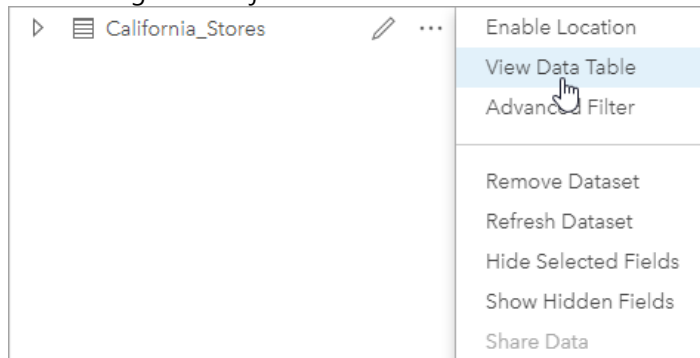 California_Stores
Enable Location
View Data Table
Advanced Filter
Remove Dataset
Refresh Dataset
Hide Selected Fields
Show Hidden Fields
Share Data